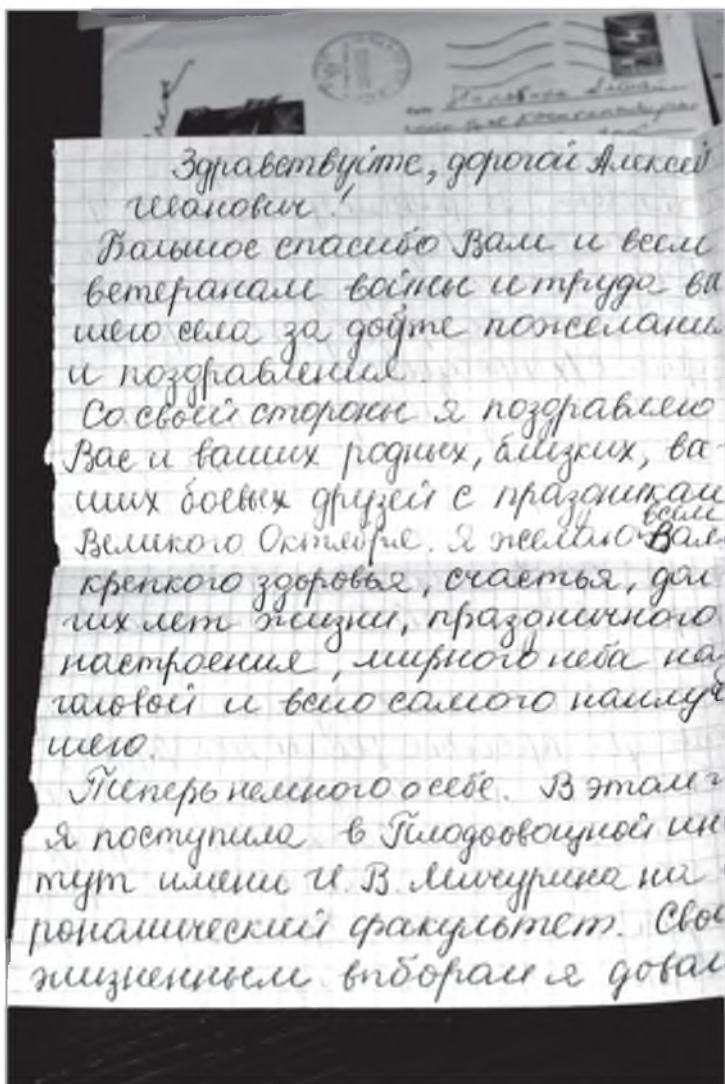 Здравствуйте, дорогой Алексей
Иванович!
Большое спасибо Вам и всем
ветеранам войны и труда ва
шего села за добрые пожелани
и поздравления.
Со своей стороны я поздравляю
Вас и ваших родных, близких, ва-
ших боевых друзей с праздником
Великого Октября. Я желаю всем Вам
крепкого здоровья, счастья, дол
гих лет жизни, праздничного
настроения, мирного неба на
головой и всего самого наилуч
шего.
Теперь немного о себе. В этом г
я поступила в Плодоовощной ин
тут имени И. В. Мичурина на
рономический факультет. Сво
жизненным выбором я довол